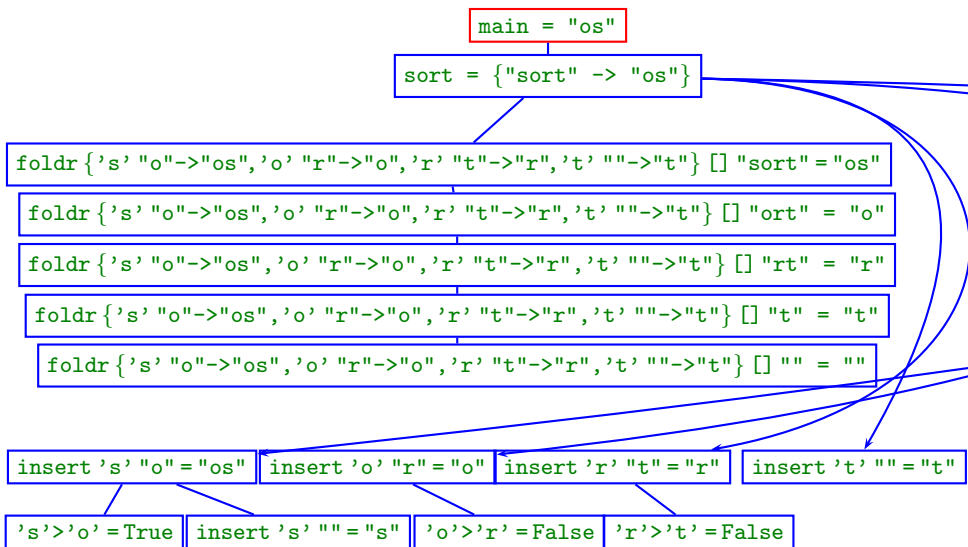 main = "os"
sort = {"sort" -> "os"}
foldr {'s' "o"->"os",'o' "r"->"o",'r' "t"->"r",'t' ""->"t"} [] "sort"="os"
foldr {'s' "o"->"os",'o' "r"->"o",'r' "t"->"r",'t' ""->"t"} [] "ort" = "o"
foldr {'s' "o"->"os",'o' "r"->"o",'r' "t"->"r",'t' ""->"t"} [] "rt" = "r"
foldr {'s' "o"->"os",'o' "r"->"o",'r' "t"->"r",'t' ""->"t"} [] "t" = "t"
foldr {'s' "o"->"os",'o' "r"->"o",'r' "t"->"r",'t' ""->"t"} [] "" = ""
insert 's' "o"="os" insert 'o' "r"="o" insert 'r' "t"="r" insert 't' ""="t"
's'>'o'=True insert 's' ""="s" 'o'>'r'=False 'r'>'t'=False